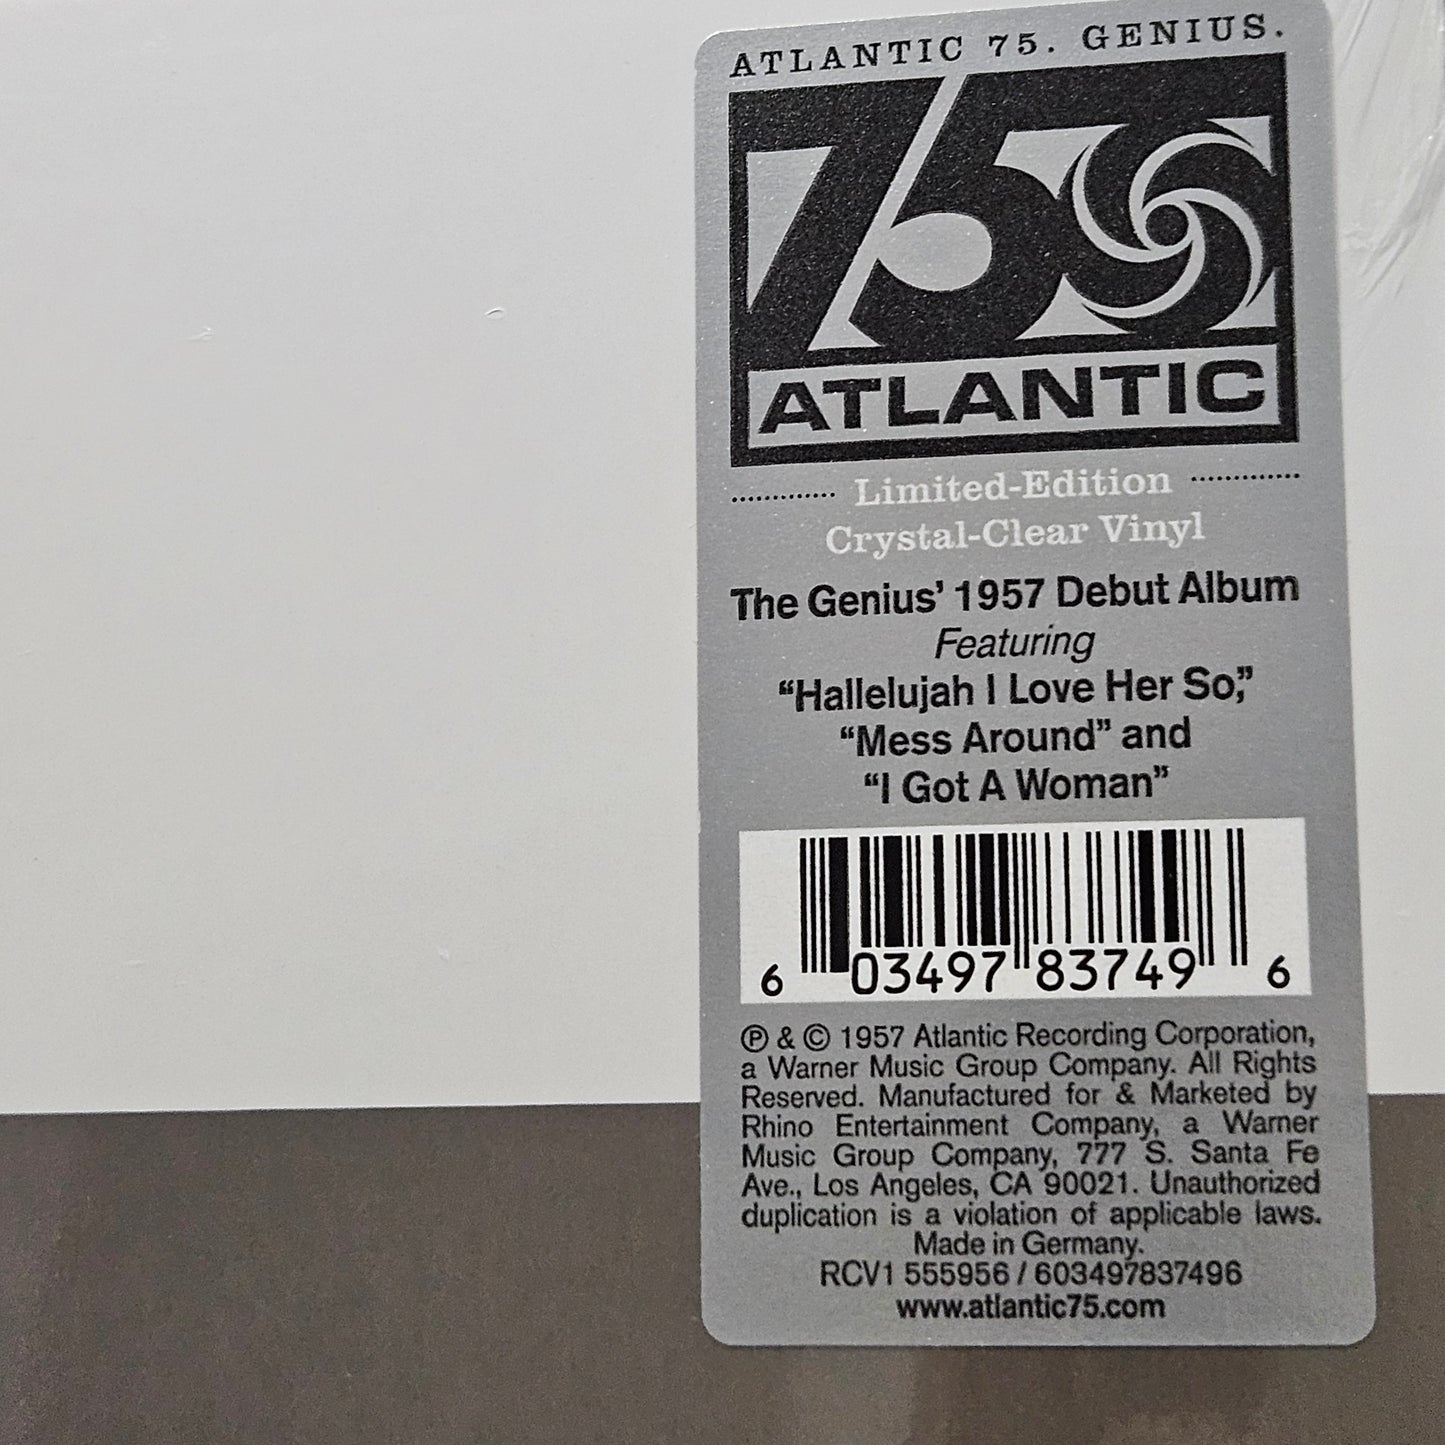 ATLANTIC 75. GENIUS.
75
ATLANTIC
Limited-Edition
Crystal-Clear Vinyl
The Genius’ 1957 Debut Album
Featuring
“Hallelujah I Love Her So,”
“Mess Around” and
“I Got A Woman”
6 03497 83749 6
℗ & © 1957 Atlantic Recording Corporation,
a Warner Music Group Company. All Rights
Reserved. Manufactured for & Marketed by
Rhino Entertainment Company, a Warner
Music Group Company, 777 S. Santa Fe
Ave., Los Angeles, CA 90021. Unauthorized
duplication is a violation of applicable laws.
Made in Germany.
RCV1 555956 / 603497837496
www.atlantic75.com